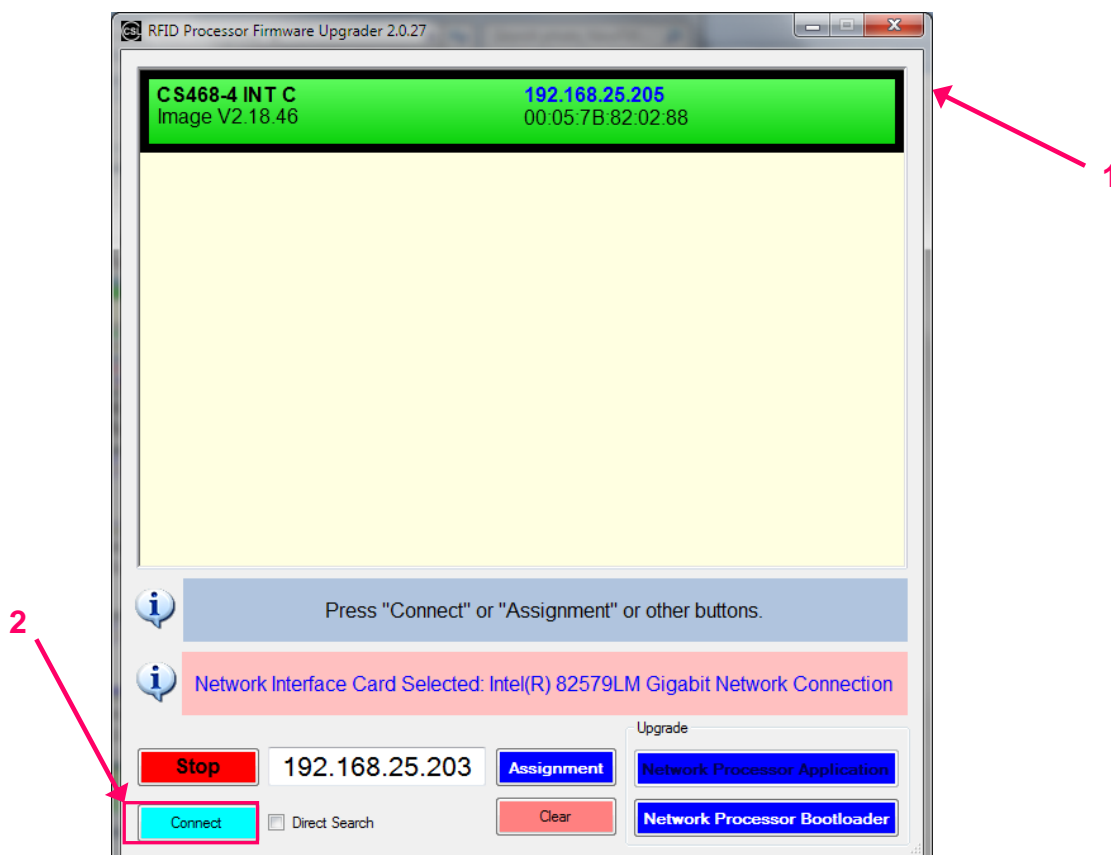 CSL RFID Processor Firmware Upgrader 2.0.27
CS468-4 INT C 192.168.25.205
Image V2.18.46 00:05:7B:82:02:88
1
2
Press "Connect" or "Assignment" or other buttons.
Network Interface Card Selected: Intel(R) 82579LM Gigabit Network Connection
Upgrade
Stop 192.168.25.203 Assignment Network Processor Application
Connect Direct Search Clear Network Processor Bootloader